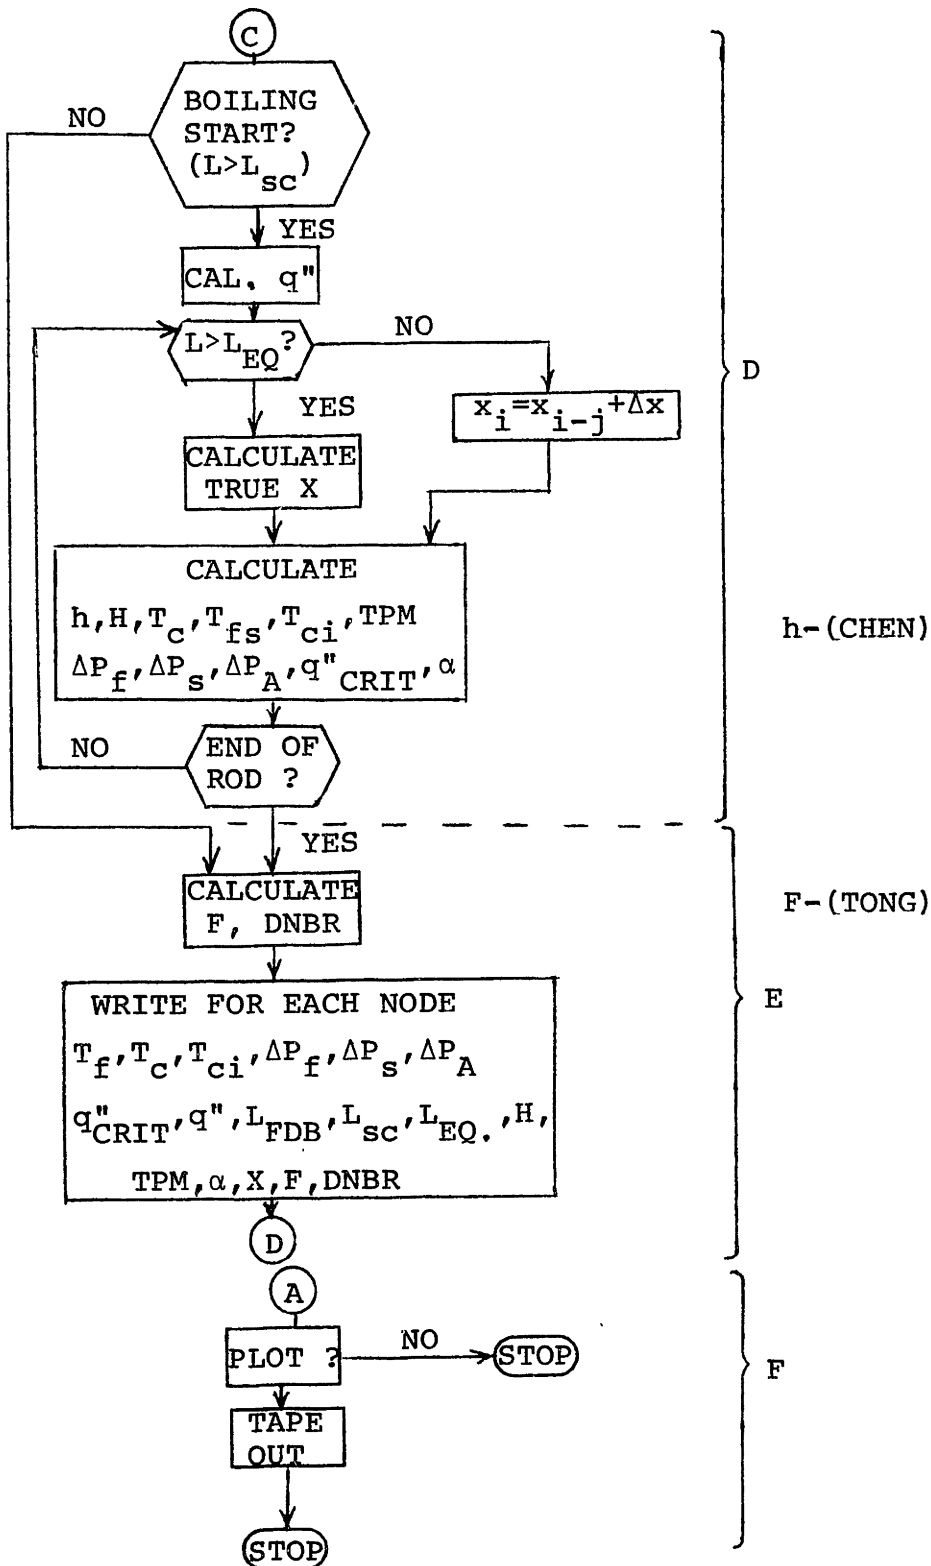 C
BOILING
START?
(L>L_sc)
NO
YES
CAL. q"
L>L_EQ?
NO
YES
x_i=x_i-j+Δx
D
CALCULATE
TRUE X
CALCULATE
h,H,T_c,T_fs,T_ci,TPM
ΔP_f,ΔP_s,ΔP_A,q"_CRIT,α
h-(CHEN)
NO
END OF
ROD ?
YES
CALCULATE
F, DNBR
F-(TONG)
WRITE FOR EACH NODE
T_f,T_c,T_ci,ΔP_f,ΔP_s,ΔP_A
q"_CRIT,q",L_FDB,L_sc,L_EQ.,H,
TPM,α,X,F,DNBR
E
D
A
PLOT ?
NO
STOP
F
TAPE
OUT
STOP